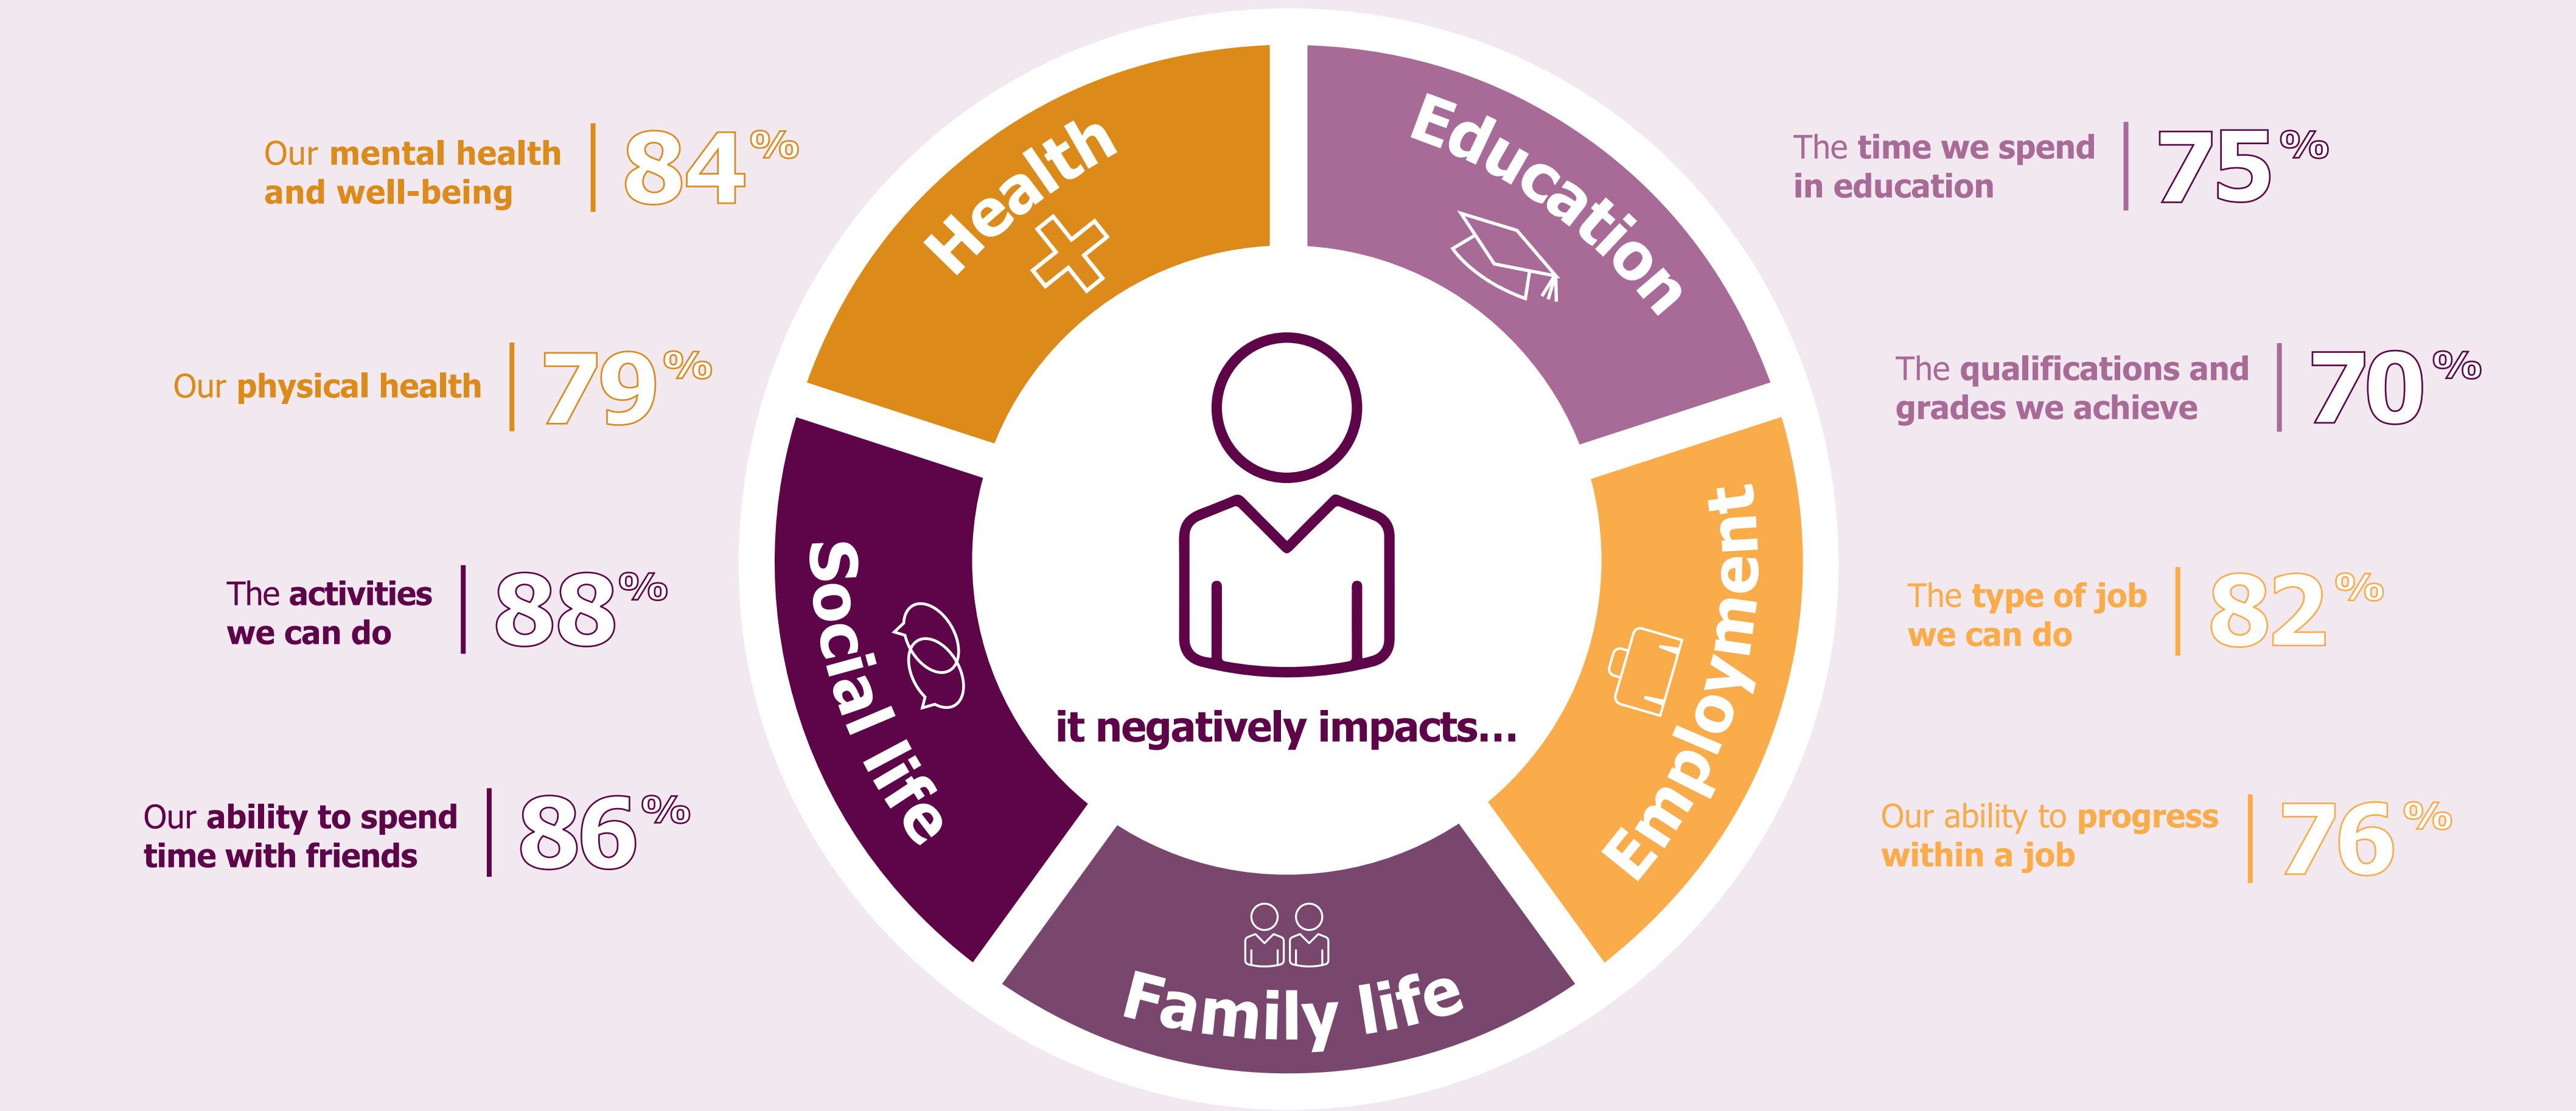 Health
Our mental health
and well-being
84%
Our physical health
79%
Social life
The activities
we can do
88%
Our ability to spend
time with friends
86%
it negatively impacts...
Family life
Education
The time we spend
in education
75%
The qualifications and
grades we achieve
70%
Employment
The type of job
we can do
82%
Our ability to progress
within a job
76%